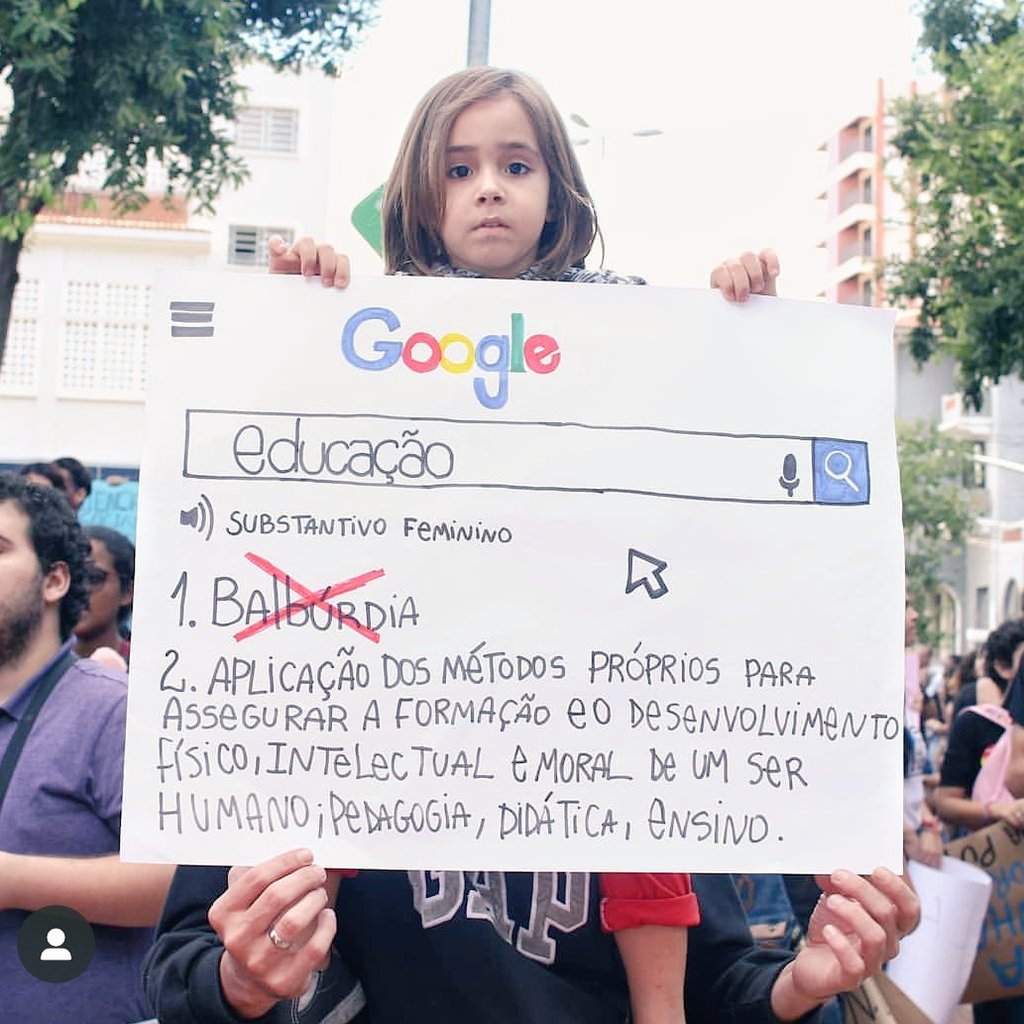 Google
educação
SUBSTANTIVO FEMININO
1. BAlbÚRDIA
2. APLICAÇÃO DOS MÉTODOS PRÓPRIOS PARA
ASSEGURAR A FORMAÇÃO E O DESENVOLVIMENTO
FÍSICO, INTELECTUAL E MORAL DE UM SER
HUMANO; PEDAGOGIA, DIDÁTICA, ENSINO.
GAP